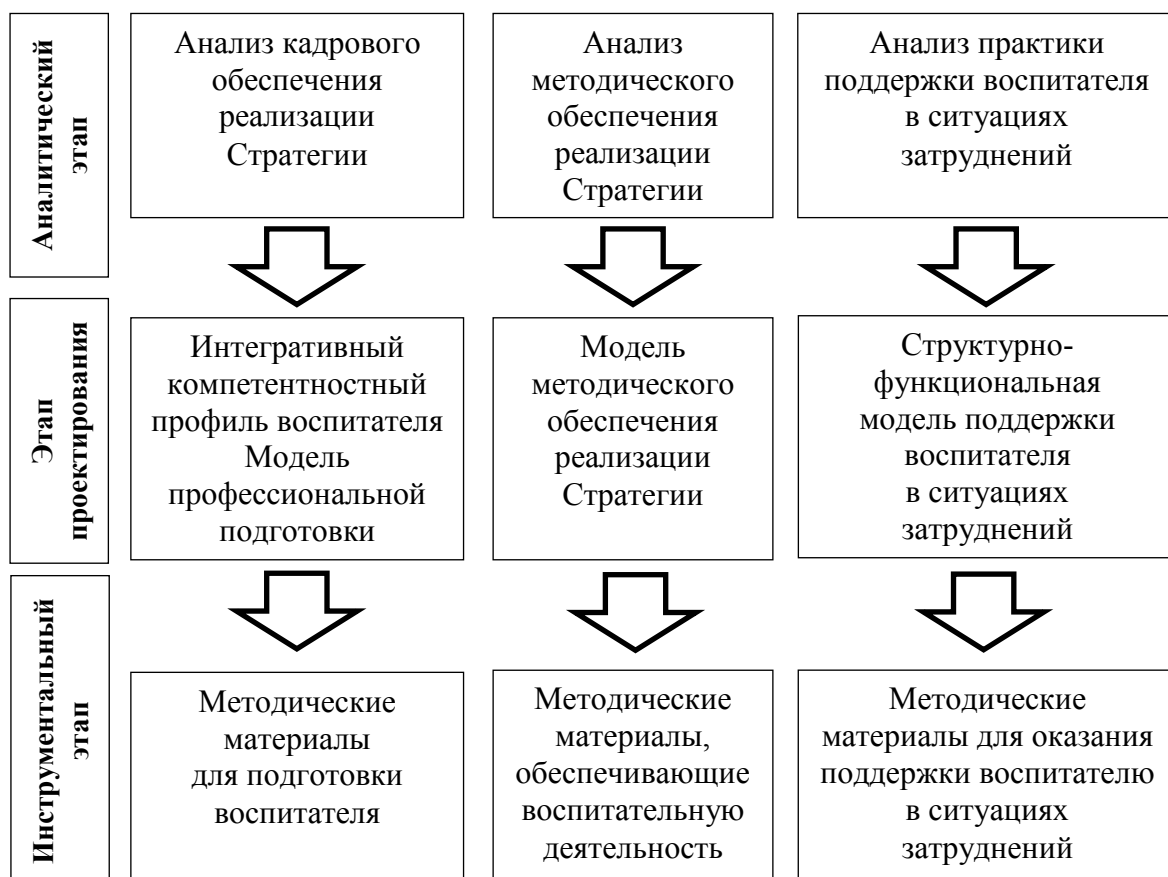 Аналитический
этап
Анализ кадрового
обеспечения
реализации
Стратегии
Анализ
методического
обеспечения
реализации
Стратегии
Анализ практики
поддержки воспитателя
в ситуациях
затруднений
Этап
проектирования
Интегративный
компетентностный
профиль воспитателя
Модель
профессиональной
подготовки
Модель
методического
обеспечения
реализации
Стратегии
Структурно-
функциональная
модель поддержки
воспитателя
в ситуациях
затруднений
Инструментальный
этап
Методические
материалы
для подготовки
воспитателя
Методические
материалы,
обеспечивающие
воспитательную
деятельность
Методические
материалы для оказания
поддержки воспитателю
в ситуациях
затруднений